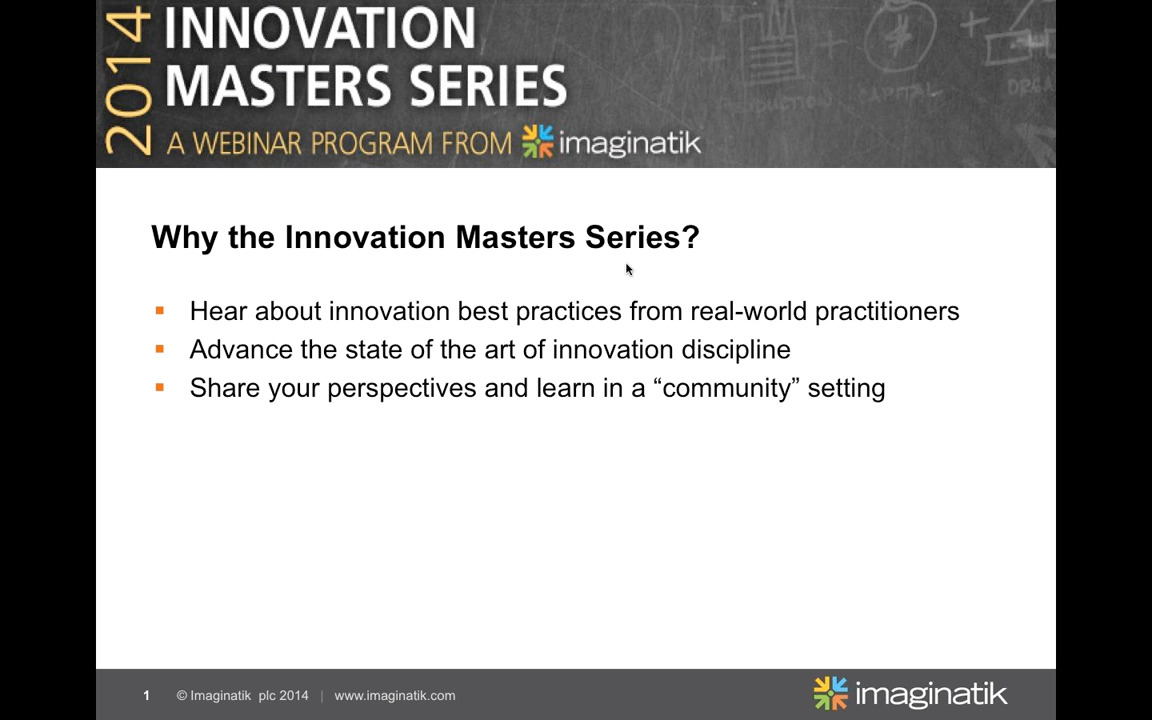 2014
INNOVATION
MASTERS SERIES
A WEBINAR PROGRAM FROM imaginatik
CAPITAL
Why the Innovation Masters Series?
▪ Hear about innovation best practices from real-world practitioners
▪ Advance the state of the art of innovation discipline
▪ Share your perspectives and learn in a “community” setting
1 © Imaginatik plc 2014 | www.imaginatik.com
imaginatik